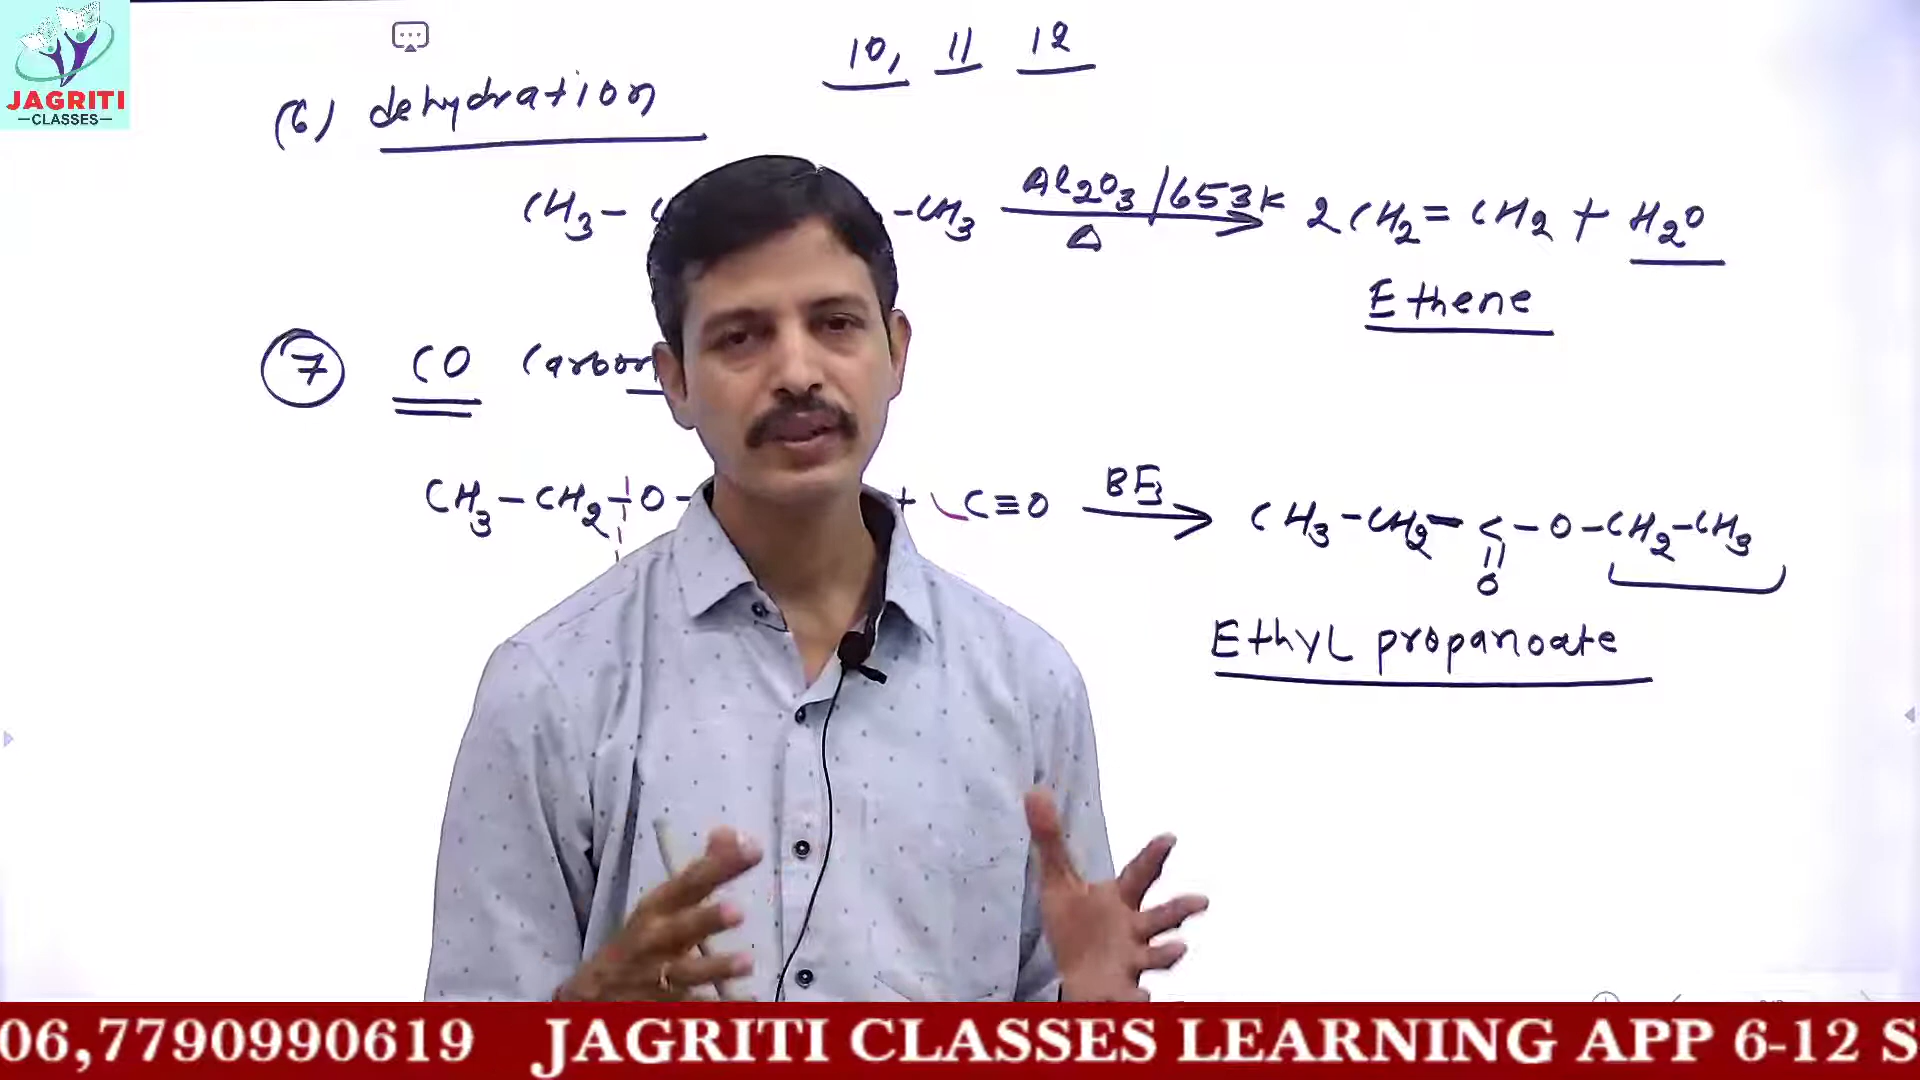 JAGRITI
—CLASSES—
10, 11 12
(6) dehydration
CH3- -CH3 Al2O3/653K Δ 2CH2=CH2 + H2O
Ethene
7 CO
CH3-CH2-O- + C≡O BF3 CH3-CH2-C-O-CH2-CH3
O
Ethyl propanoate
06,7790990619 JAGRITI CLASSES LEARNING APP 6-12 S